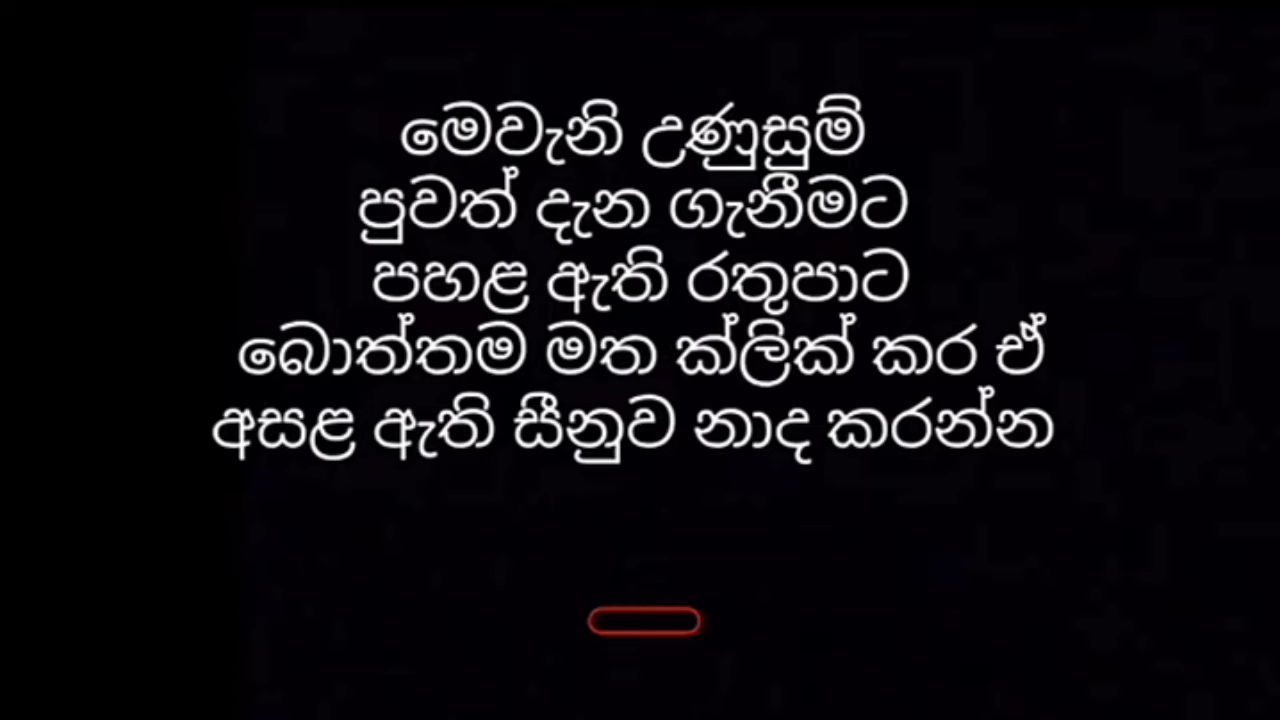 මෙවැනි උණුසුම්
පුවත් දැන ගැනීමට
පහළ ඇති රතුපාට
බොත්තම මත ක්ලික් කර ඒ
අසළ ඇති සීනුව නාද කරන්න